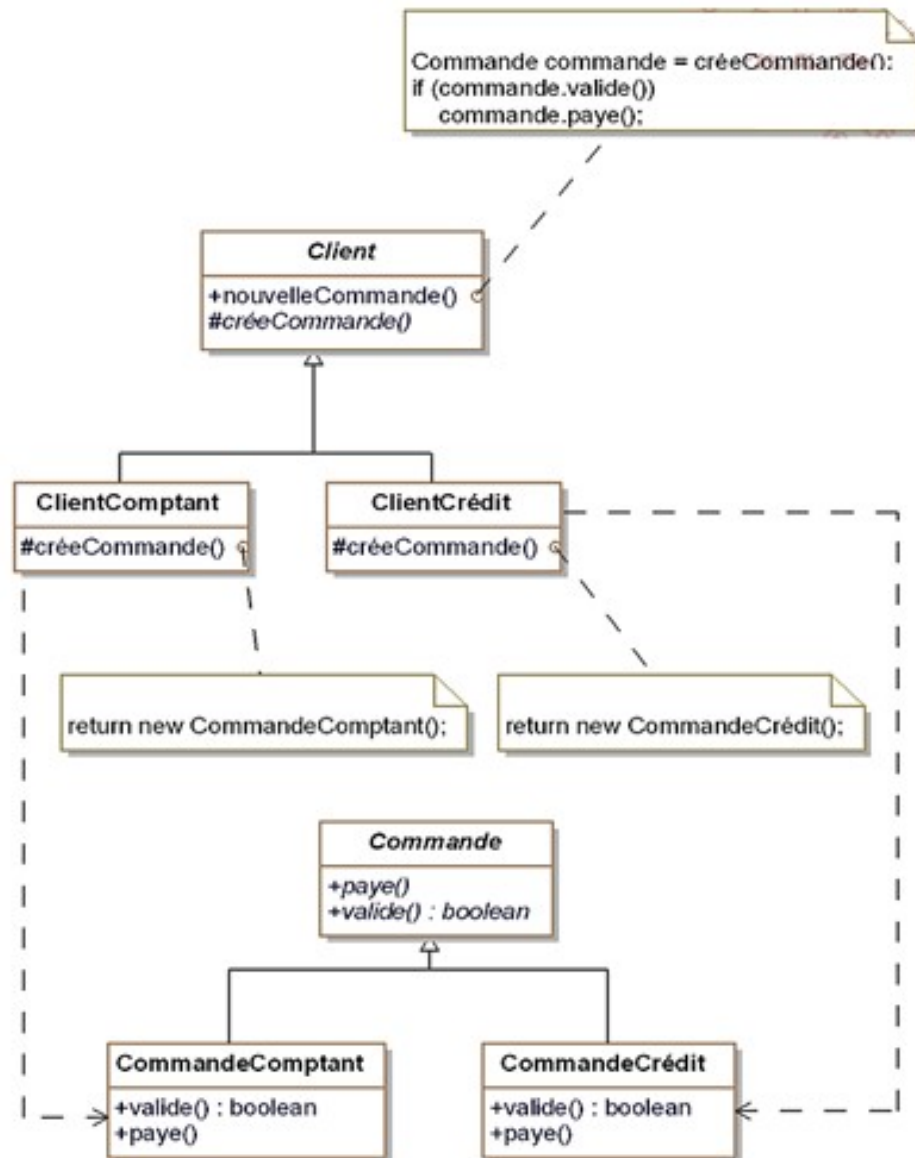 Commande commande = créeCommande();
if (commande.valide())
commande.paye();
Client
+nouvelleCommande()
#créeCommande()
ClientComptant
#créeCommande()
ClientCrédit
#créeCommande()
return new CommandeComptant();
return new CommandeCrédit();
Commande
+paye()
+valide() : boolean
CommandeComptant
+valide() : boolean
+paye()
CommandeCrédit
+valide() : boolean
+paye()